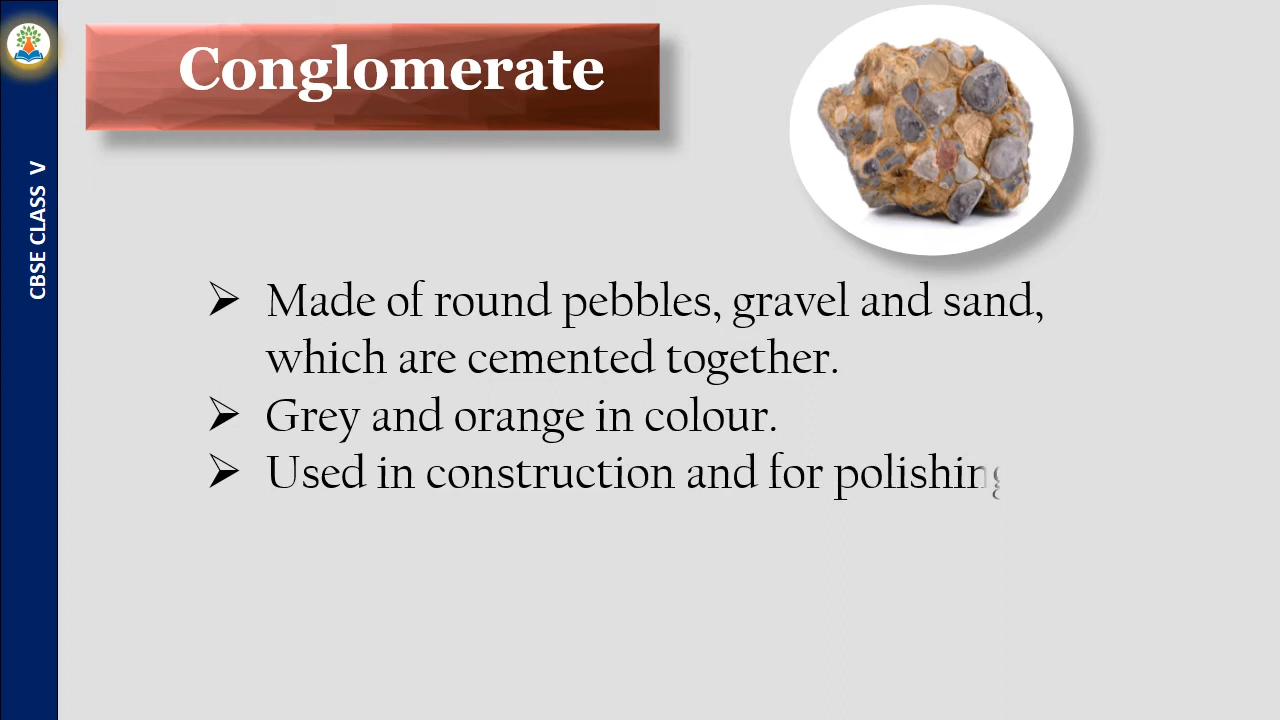 CBSE CLASS V
Conglomerate
➤ Made of round pebbles, gravel and sand,
which are cemented together.
➤ Grey and orange in colour.
➤ Used in construction and for polishing